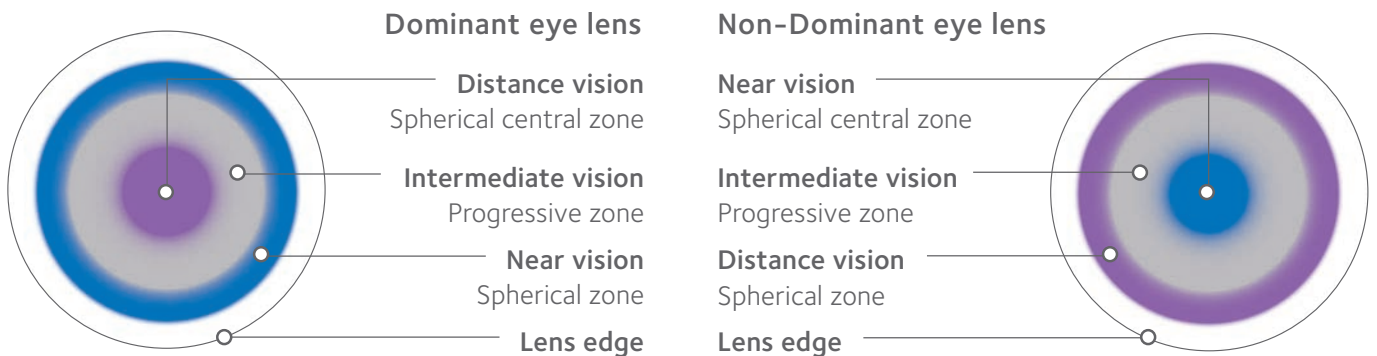 Dominant eye lens
Distance vision
Spherical central zone
Intermediate vision
Progressive zone
Near vision
Spherical zone
Lens edge
Non-Dominant eye lens
Near vision
Spherical central zone
Intermediate vision
Progressive zone
Distance vision
Spherical zone
Lens edge